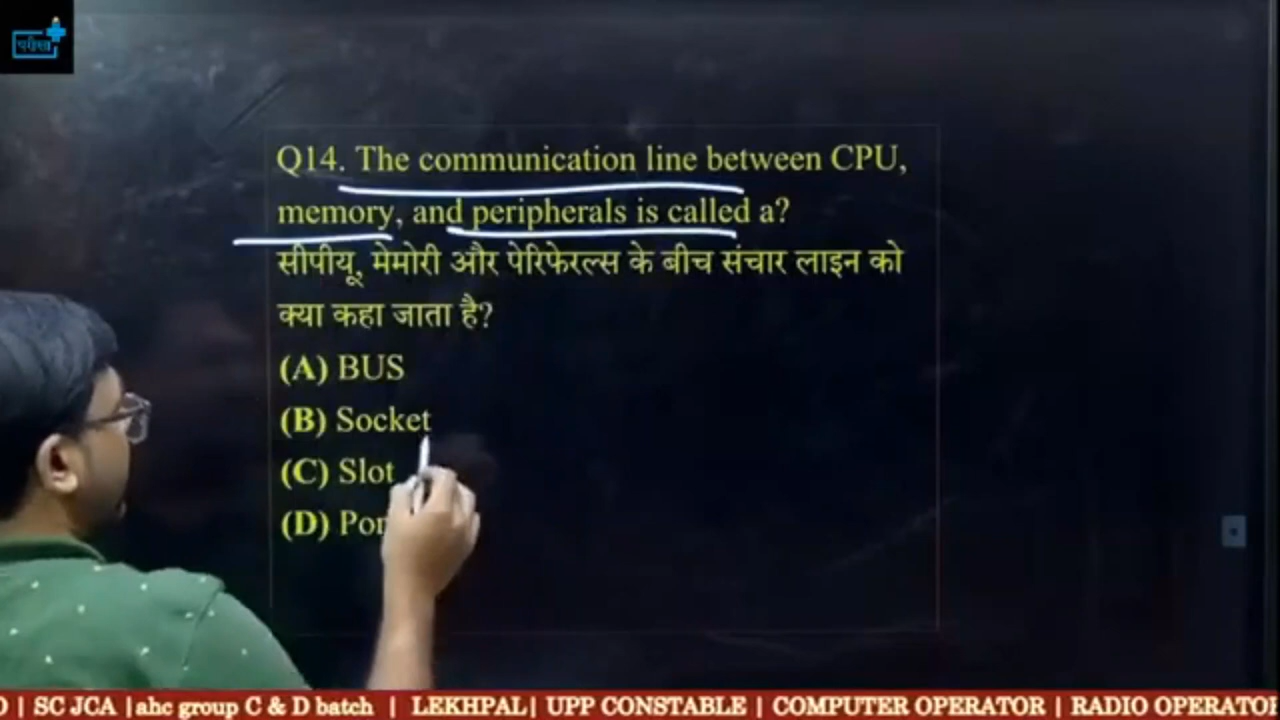 परीक्षा
Q14. The communication line between CPU,
memory, and peripherals is called a?
सीपीयू, मेमोरी और पेरिफेरल्स के बीच संचार लाइन को
क्या कहा जाता है?
(A) BUS
(B) Socket
(C) Slot
(D)
| SC JCA |ahc group C & D batch | LEKHPAL| UPP CONSTABLE | COMPUTER OPERATOR | RADIO